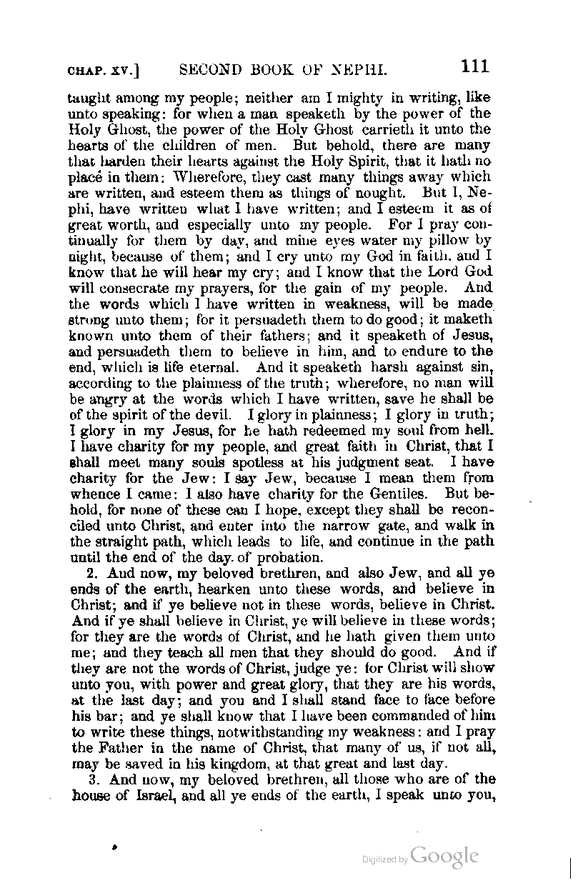 CHAP. XV.] SECOND BOOK OF NEPHI. 111
taught among my people; neither am I mighty in writing, like
unto speaking: for when a man speaketh by the power of the
Holy Ghost, the power of the Holy Ghost carrieth it unto the
hearts of the children of men. But behold, there are many
that harden their hearts against the Holy Spirit, that it hath no
place in them: Wherefore, they cast many things away which
are written, and esteem them as things of nought. But I, Ne-
phi, have written what I have written; and I esteem it as of
great worth, and especially unto my people. For I pray con-
tinually for them by day, and mine eyes water my pillow by
night, because of them; and I cry unto my God in faith, and I
know that he will hear my cry; and I know that the Lord God
will consecrate my prayers, for the gain of my people. And
the words which I have written in weakness, will be made
strong unto them; for it persuadeth them to do good; it maketh
known unto them of their fathers; and it speaketh of Jesus,
and persuadeth them to believe in him, and to endure to the
end, which is life eternal. And it speaketh harsh against sin,
according to the plainness of the truth; wherefore, no man will
be angry at the words which I have written, save he shall be
of the spirit of the devil. I glory in plainness; I glory in truth;
I glory in my Jesus, for he hath redeemed my soul from hell.
I have charity for my people, and great faith in Christ, that I
shall meet many souls spotless at his judgment seat. I have
charity for the Jew: I say Jew, because I mean them from
whence I came: I also have charity for the Gentiles. But be-
hold, for none of these can I hope, except they shall be recon-
ciled unto Christ, and enter into the narrow gate, and walk in
the straight path, which leads to life, and continue in the path
until the end of the day of probation.
2. And now, my beloved brethren, and also Jew, and all ye
ends of the earth, hearken unto these words, and believe in
Christ; and if ye believe not in these words, believe in Christ.
And if ye shall believe in Christ, ye will believe in these words;
for they are the words of Christ, and he hath given them unto
me; and they teach all men that they should do good. And if
they are not the words of Christ, judge ye: for Christ will show
unto you, with power and great glory, that they are his words,
at the last day; and you and I shall stand face to face before
his bar; and ye shall know that I have been commanded of him
to write these things, notwithstanding my weakness: and I pray
the Father in the name of Christ, that many of us, if not all,
may be saved in his kingdom, at that great and last day.
3. And now, my beloved brethren, all those who are of the
house of Israel, and all ye ends of the earth, I speak unto you,
Digitized by Google